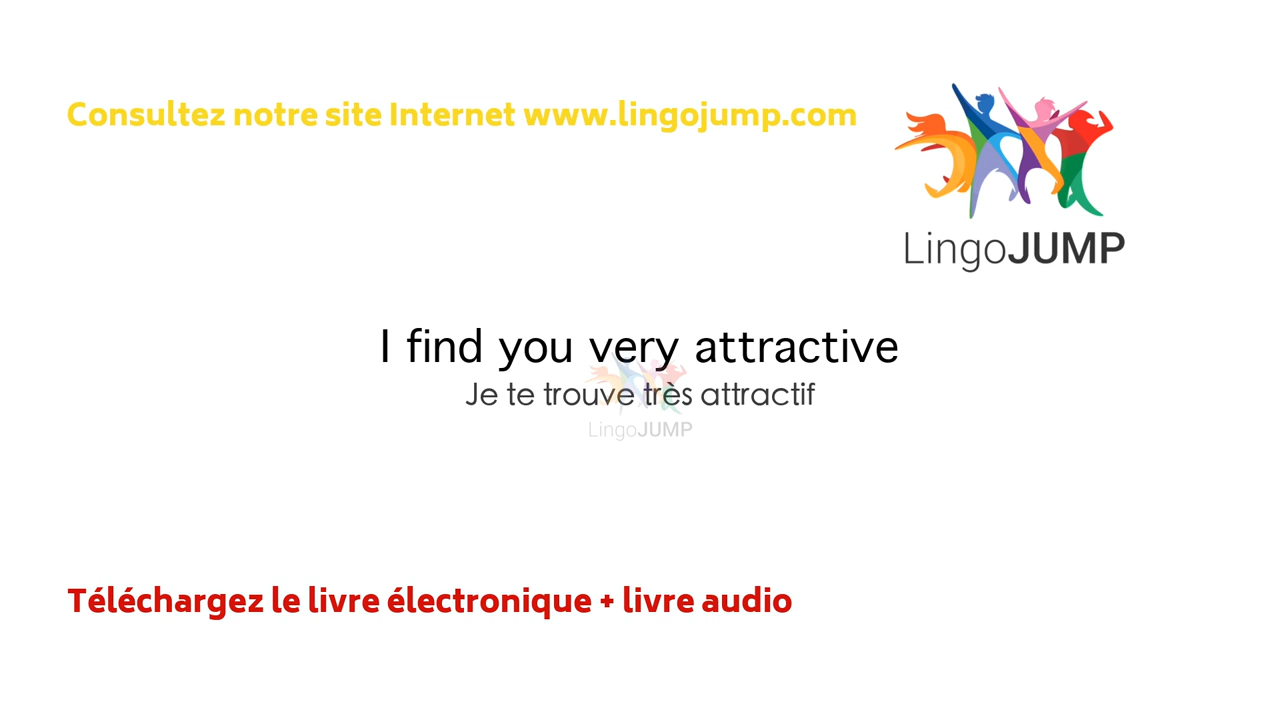 Consultez notre site Internet www.lingojump.com
LingoJUMP
I find you very attractive
Je te trouve très attractif
LingoJUMP
Téléchargez le livre électronique + livre audio